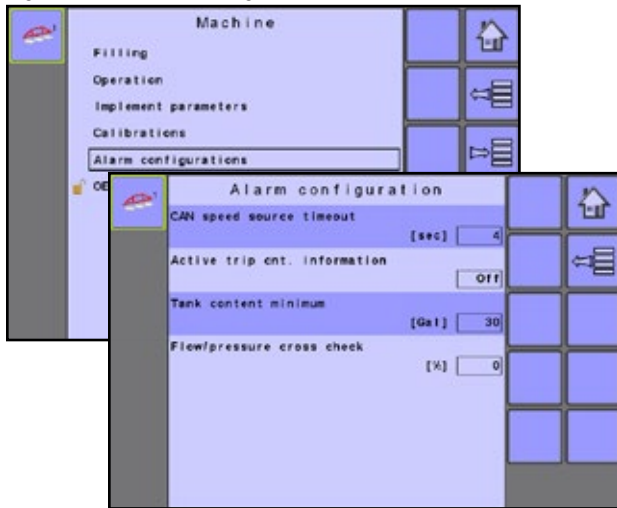 Machine
Filling
Operation
Implement parameters
Calibrations
Alarm configurations
OE
Alarm configuration
CAN speed source timeout
[sec] 4
Active trip cnt. information
Off
Tank content minimum
[Gal] 30
Flow/pressure cross check
[%] 0